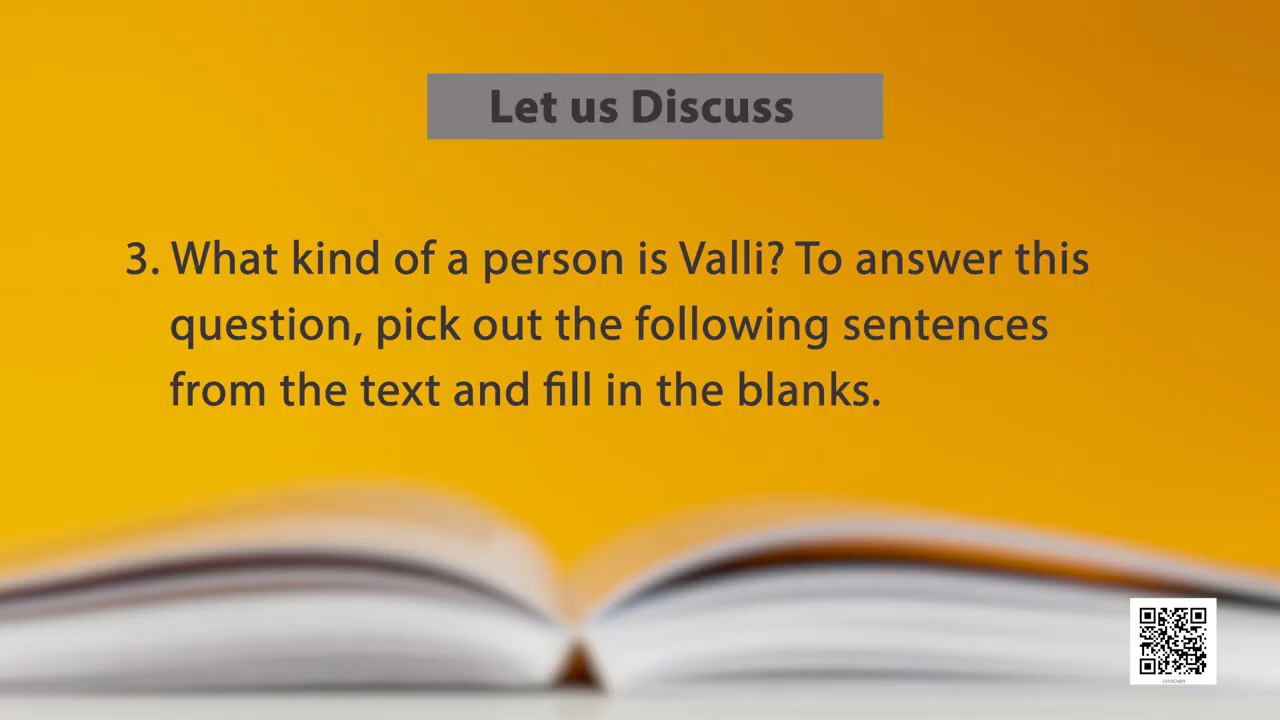 Let us Discuss
3. What kind of a person is Valli? To answer this
question, pick out the following sentences
from the text and fill in the blanks.